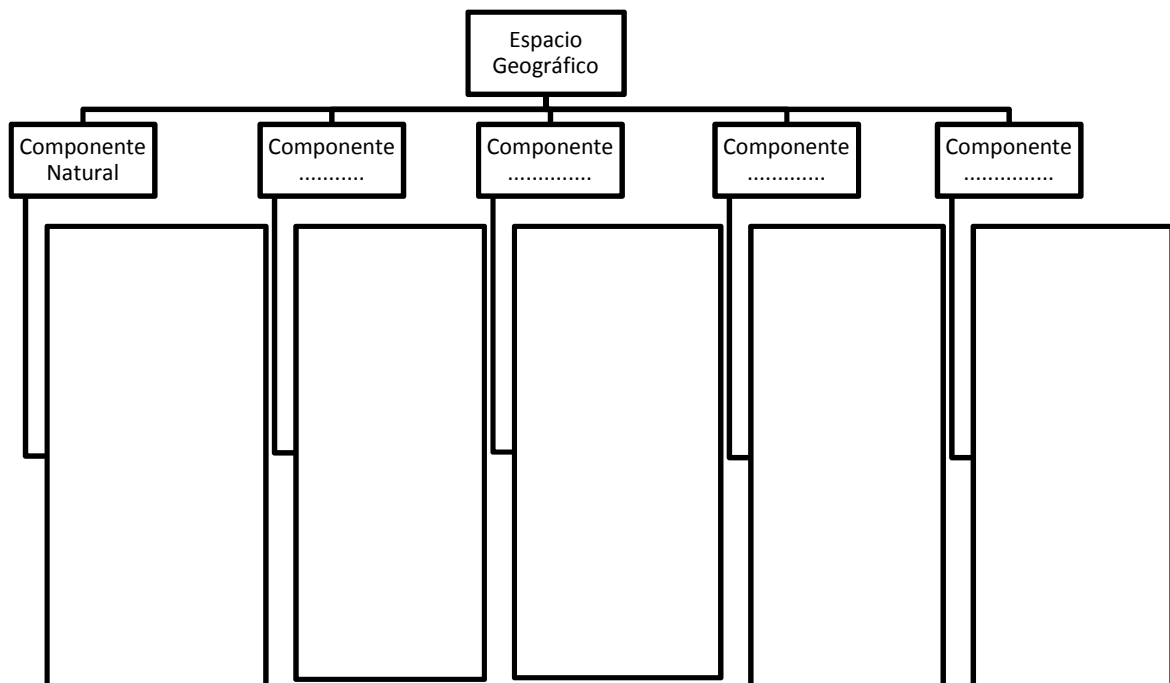 Espacio
Geográfico
Componente
Natural
Componente
...........
Componente
..............
Componente
.............
Componente
...............